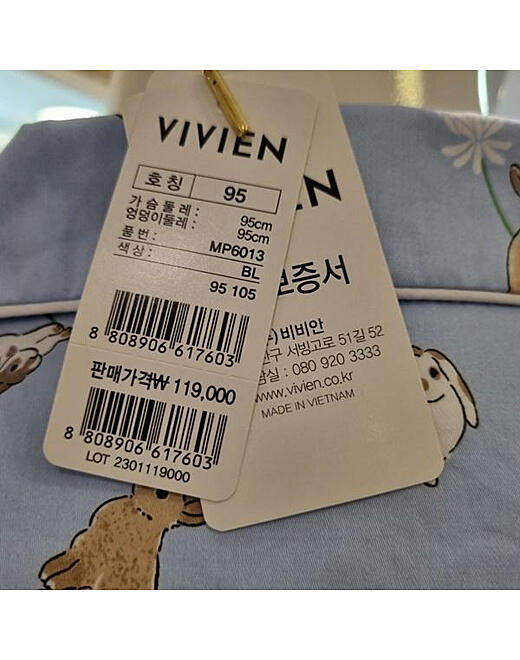 VIVIEN
호 칭 95
가 슴 둘 레 : 95cm
엉덩이둘레 : 95cm
품 번 : MP6013
색 상 : BL
95 105
8 808906 617603
판매가격₩ 119,000
8 808906 617603
LOT 2301119000
EN
증서
비비안
서빙고로 51길 52
: 080 920 3333
www.vivien.co.kr
MADE IN VIETNAM